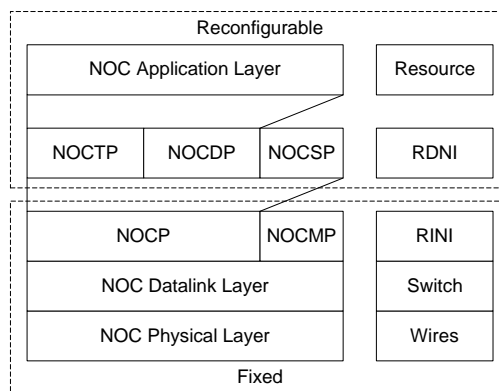 Reconfigurable
NOC Application Layer Resource
NOCTP NOCDP NOCSP RDNI
NOCP NOCMP RINI
NOC Datalink Layer Switch
NOC Physical Layer Wires
Fixed